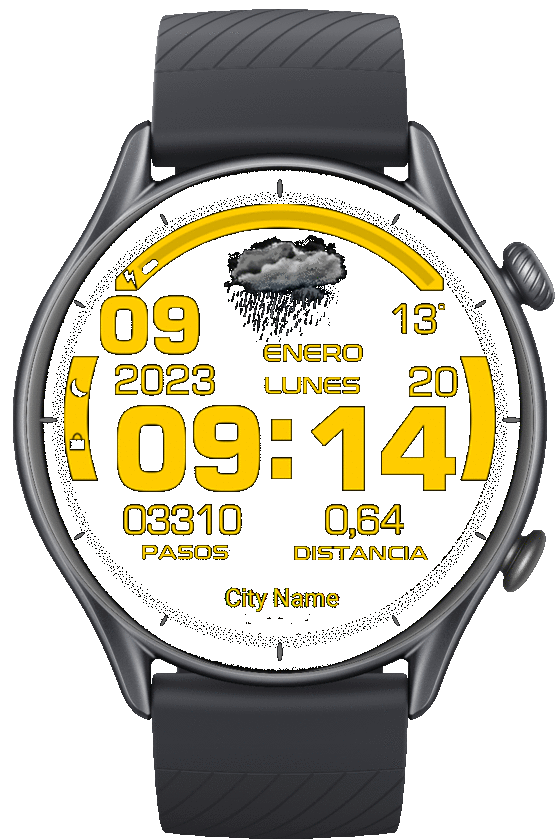 09
13°
ENERO
2023 LUNES 20
09:14
03310 0,64
PASOS DISTANCIA
City Name